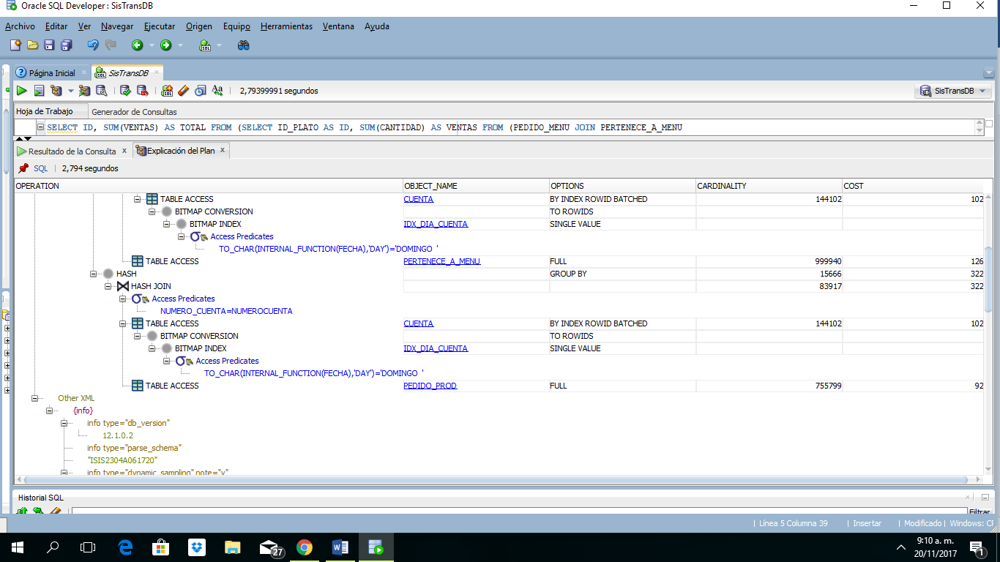 Oracle SQL Developer : SisTransDB
Archivo Editar Ver Navegar Ejecutar Origen Equipo Herramientas Ventana Ayuda
Página Inicial SisTransDB
2,79399991 segundos SisTransDB
Hoja de Trabajo Generador de Consultas
SELECT ID, SUM(VENTAS) AS TOTAL FROM (SELECT ID_PLATO AS ID, SUM(CANTIDAD) AS VENTAS FROM (PEDIDO_MENU JOIN PERTENECE_A_MENU
Resultado de la Consulta x Explicación del Plan x
SQL | 2,794 segundos
OPERATION OBJECT_NAME OPTIONS CARDINALITY COST
TABLE ACCESS CUENTA BY INDEX ROWID BATCHED 144102 102
BITMAP CONVERSION TO ROWIDS
BITMAP INDEX IDX_DIA_CUENTA SINGLE VALUE
Access Predicates
TO_CHAR(INTERNAL_FUNCTION(FECHA),'DAY')='DOMINGO '
TABLE ACCESS PERTENECE_A_MENU FULL 999940 126
HASH GROUP BY 15666 322
HASH JOIN 83917 322
Access Predicates
NUMERO_CUENTA=NUMEROCUENTA
TABLE ACCESS CUENTA BY INDEX ROWID BATCHED 144102 102
BITMAP CONVERSION TO ROWIDS
BITMAP INDEX IDX_DIA_CUENTA SINGLE VALUE
Access Predicates
TO_CHAR(INTERNAL_FUNCTION(FECHA),'DAY')='DOMINGO '
TABLE ACCESS PEDIDO_PROD FULL 755799 92
Other XML
{info}
info type="db_version"
12.1.0.2
info type="parse_schema"
"ISIS2304A061720"
info type="dynamic_sampling" note="y"
Historial SQL
Filtrar
| Línea 5 Columna 39 | Insertar | Modificado | Windows: CF
27
9:10 a. m.
20/11/2017
1